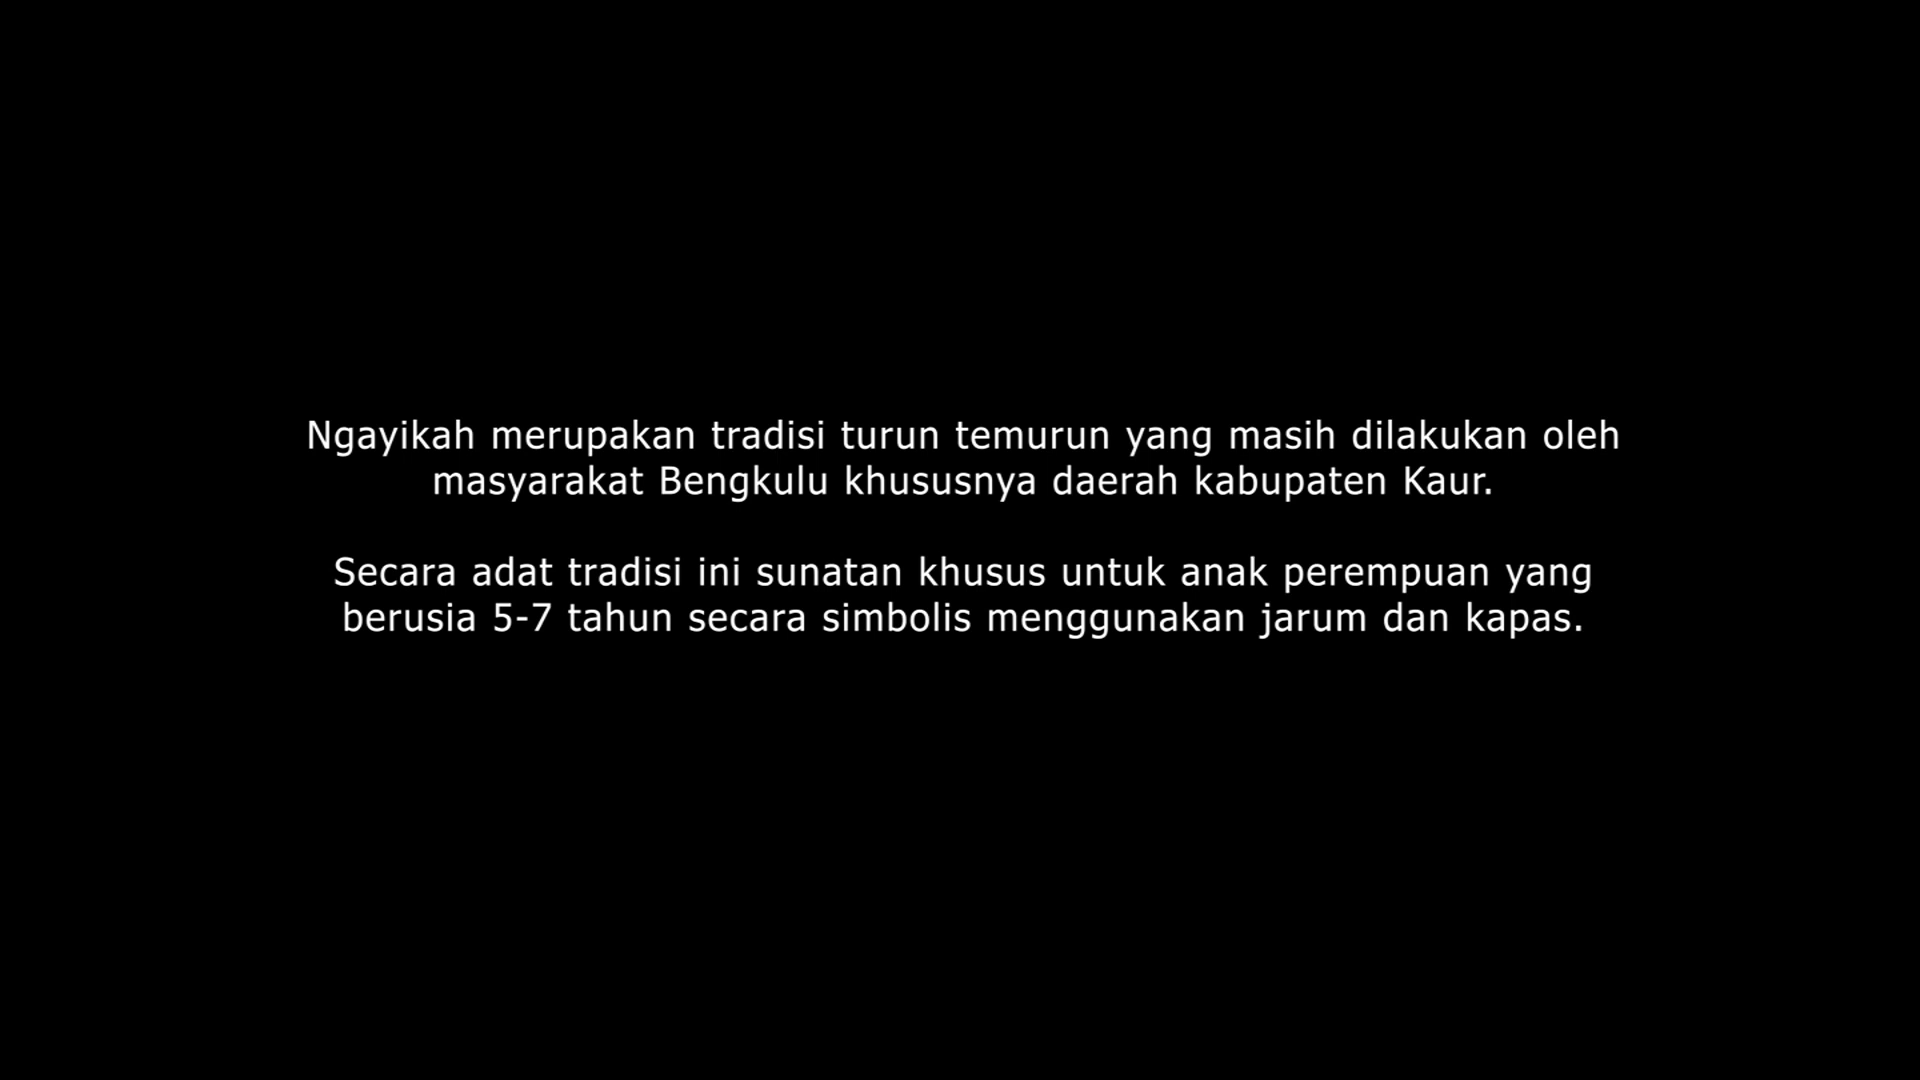 Ngayikah merupakan tradisi turun temurun yang masih dilakukan oleh
masyarakat Bengkulu khususnya daerah kabupaten Kaur.
Secara adat tradisi ini sunatan khusus untuk anak perempuan yang
berusia 5-7 tahun secara simbolis menggunakan jarum dan kapas.